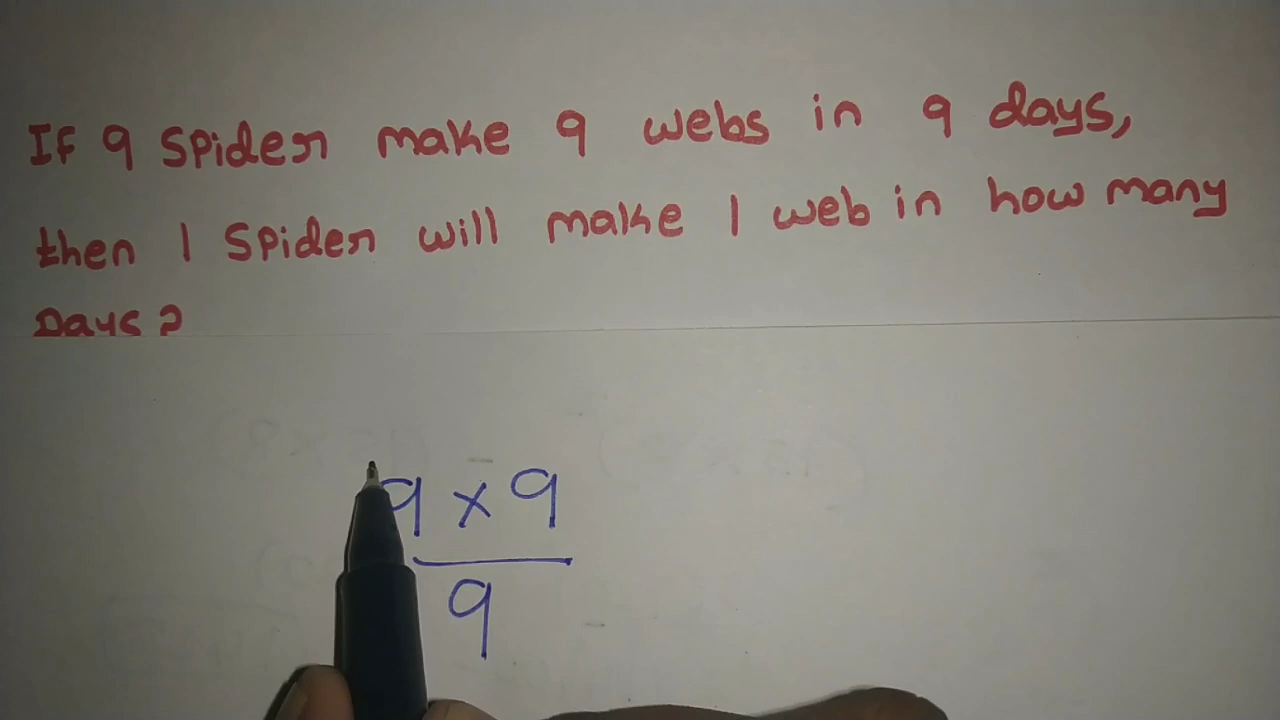 If 9 Spider make 9 webs in 9 days,
then 1 Spider will make 1 web in how many
Days?
9 × 9
9